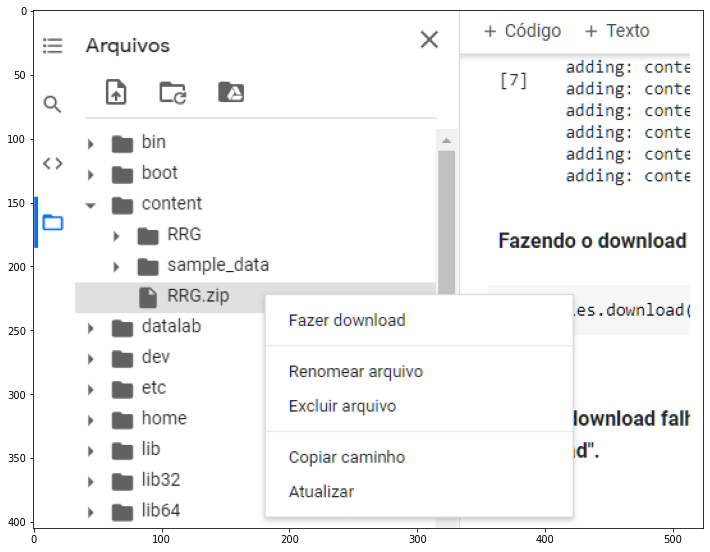 Arquivos
bin
boot
content
RRG
sample_data
RRG.zip
datalab
dev
etc
home
lib
lib32
lib64
Fazer download
Renomear arquivo
Excluir arquivo
Copiar caminho
Atualizar
+ Código + Texto
[7]
adding: conte
adding: conte
adding: conte
adding: conte
adding: conte
adding: conte
Fazendo o download
les.download(
download falh
d".
0
50
100
150
200
250
300
350
400
0 100 200 300 400 500